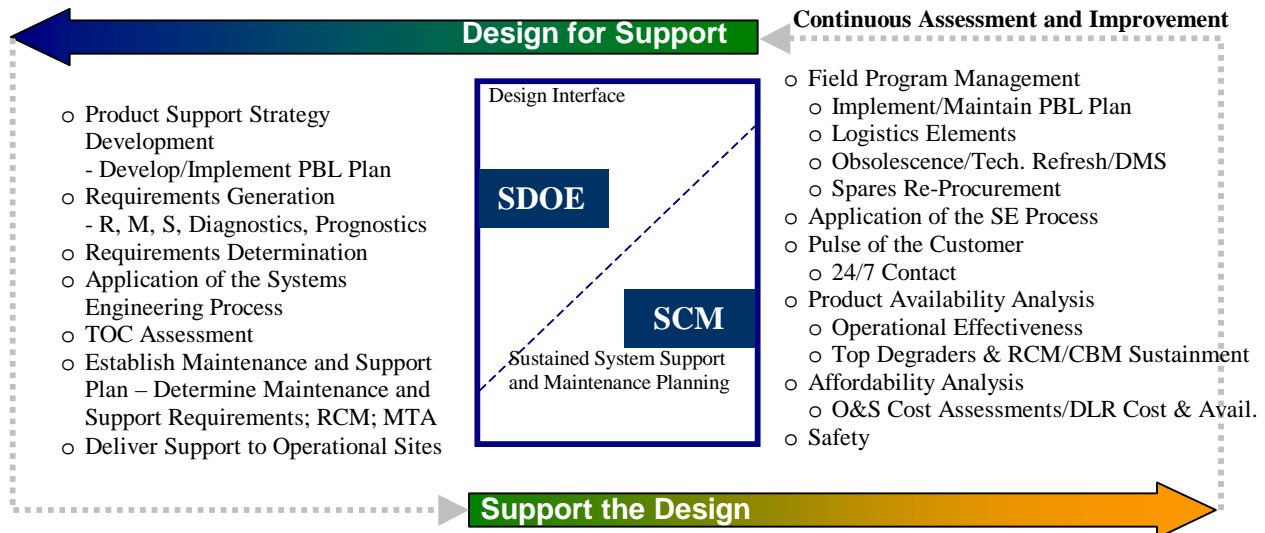 Design for Support
Continuous Assessment and Improvement
o Product Support Strategy
Development
- Develop/Implement PBL Plan
o Requirements Generation
- R, M, S, Diagnostics, Prognostics
o Requirements Determination
o Application of the Systems
Engineering Process
o TOC Assessment
o Establish Maintenance and Support
Plan – Determine Maintenance and
Support Requirements; RCM; MTA
o Deliver Support to Operational Sites
Design Interface
SDOE
SCM
Sustained System Support
and Maintenance Planning
o Field Program Management
o Implement/Maintain PBL Plan
o Logistics Elements
o Obsolescence/Tech. Refresh/DMS
o Spares Re-Procurement
o Application of the SE Process
o Pulse of the Customer
o 24/7 Contact
o Product Availability Analysis
o Operational Effectiveness
o Top Degraders & RCM/CBM Sustainment
o Affordability Analysis
o O&S Cost Assessments/DLR Cost & Avail.
o Safety
Support the Design